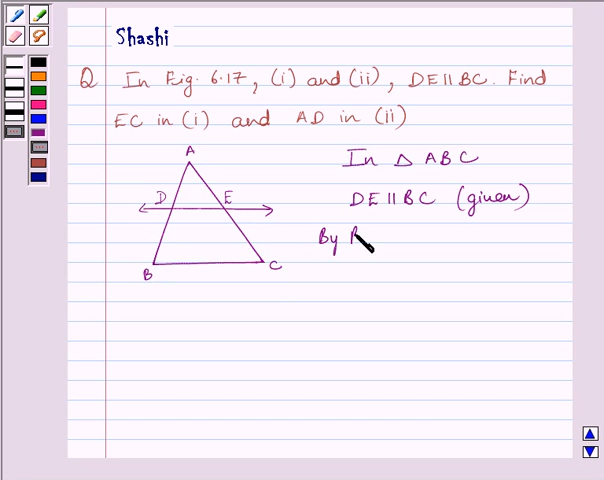 Shashi
Q In Fig. 6.17, (i) and (ii), DE || BC. Find
EC in (i) and AD in (ii)
A
In △ ABC
D E
DE || BC (given)
By
B C